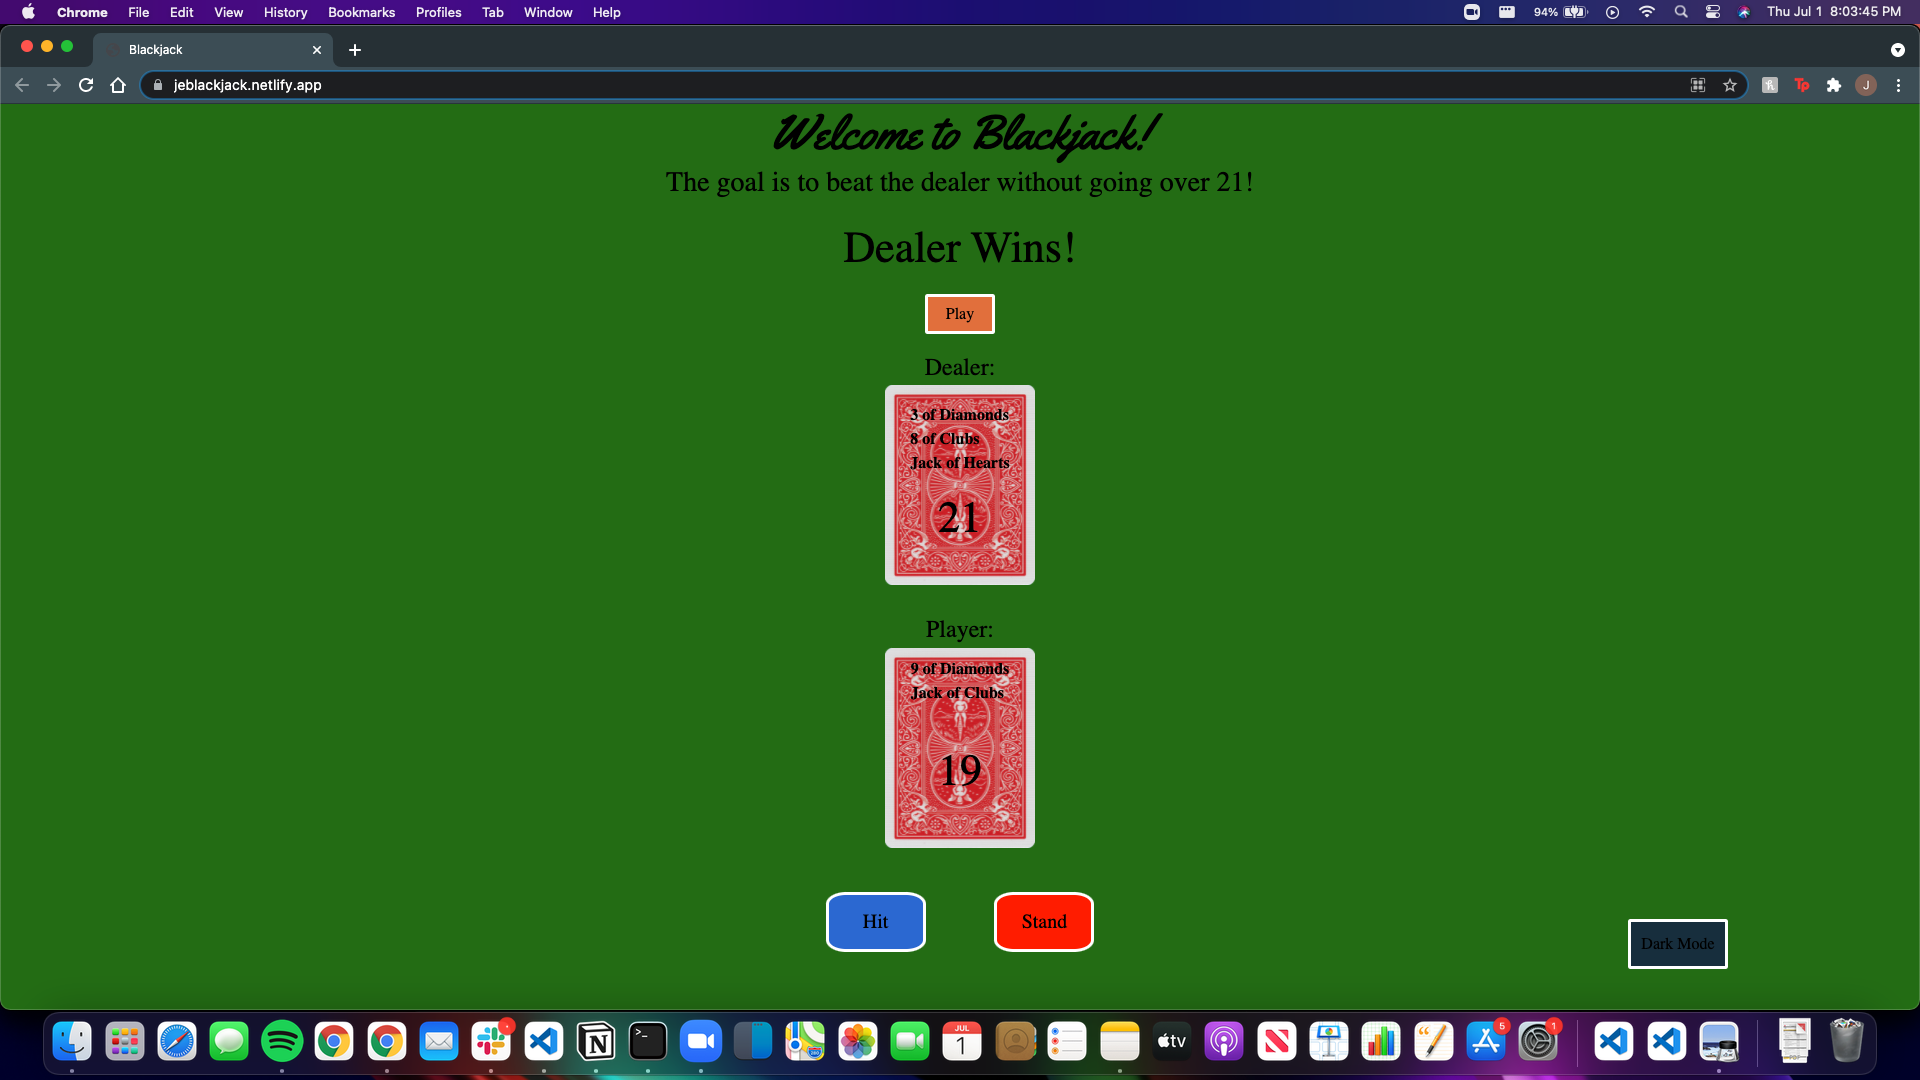 Chrome File Edit View History Bookmarks Profiles Tab Window Help 94% Thu Jul 1 8:03:45 PM
Blackjack
jeblackjack.netlify.app J
Welcome to Blackjack!
The goal is to beat the dealer without going over 21!
Dealer Wins!
Play
Dealer:
3 of Diamonds
8 of Clubs
Jack of Hearts
21
Player:
9 of Diamonds
Jack of Clubs
19
Hit Stand
Dark Mode
JUL
1
tv
5
1